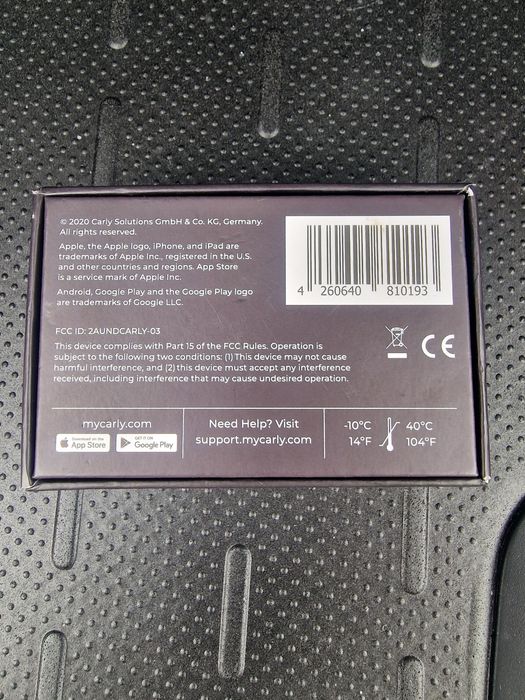 © 2020 Carly Solutions GmbH & Co. KG, Germany.
All rights reserved.
Apple, the Apple logo, iPhone, and iPad are
trademarks of Apple Inc., registered in the U.S.
and other countries and regions. App Store
is a service mark of Apple Inc.
Android, Google Play and the Google Play logo
are trademarks of Google LLC.
4 260640 810193
FCC ID: 2AUNDCARLY-03
This device complies with Part 15 of the FCC Rules. Operation is
subject to the following two conditions: (1) This device may not cause
harmful interference, and (2) this device must accept any interference
received, including interference that may cause undesired operation.
CE
mycarly.com
Download on the
App Store
GET IT ON
Google Play
Need Help? Visit
support.mycarly.com
-10°C 40°C
14°F 104°F